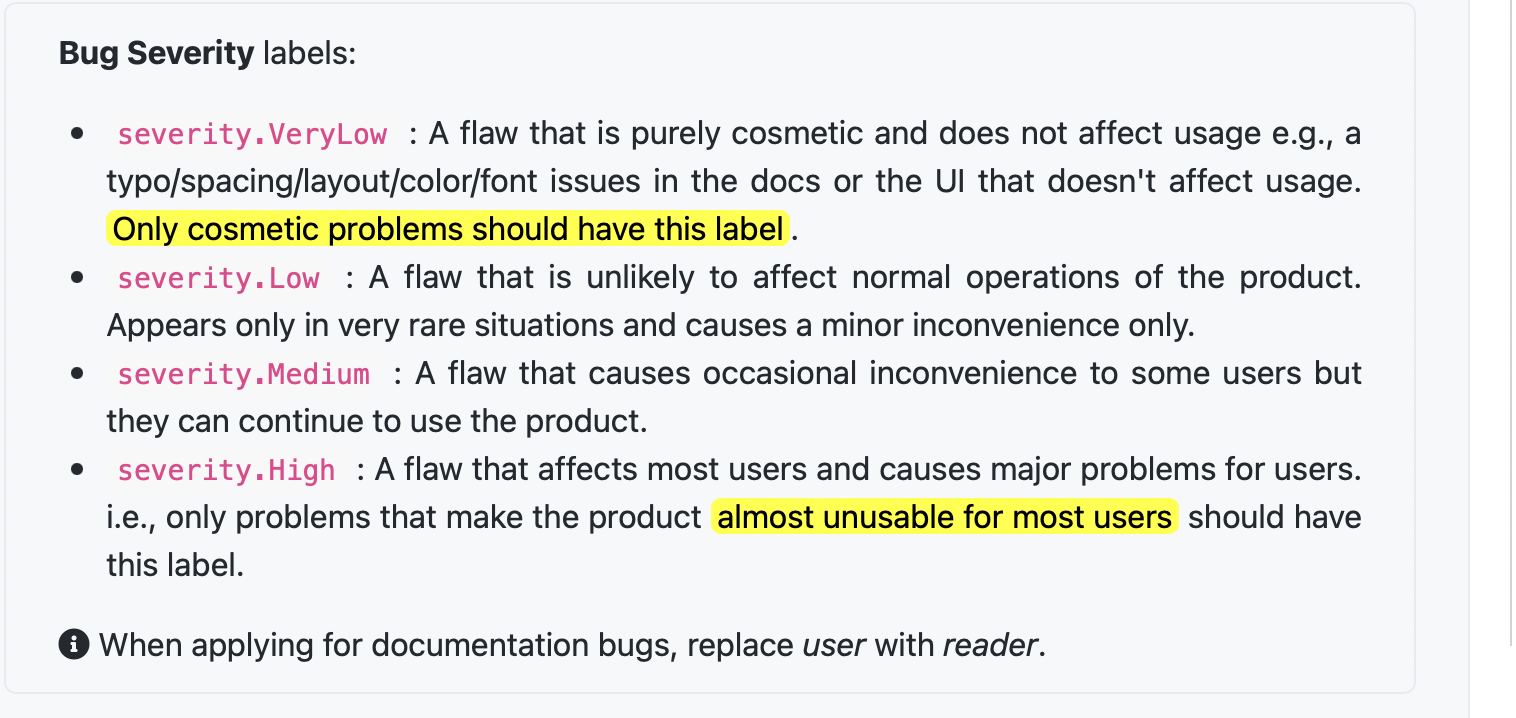 Bug Severity labels:
• severity.VeryLow : A flaw that is purely cosmetic and does not affect usage e.g., a
typo/spacing/layout/color/font issues in the docs or the UI that doesn't affect usage.
Only cosmetic problems should have this label.
• severity.Low : A flaw that is unlikely to affect normal operations of the product.
Appears only in very rare situations and causes a minor inconvenience only.
• severity.Medium : A flaw that causes occasional inconvenience to some users but
they can continue to use the product.
• severity.High : A flaw that affects most users and causes major problems for users.
i.e., only problems that make the product almost unusable for most users should have
this label.
When applying for documentation bugs, replace user with reader.